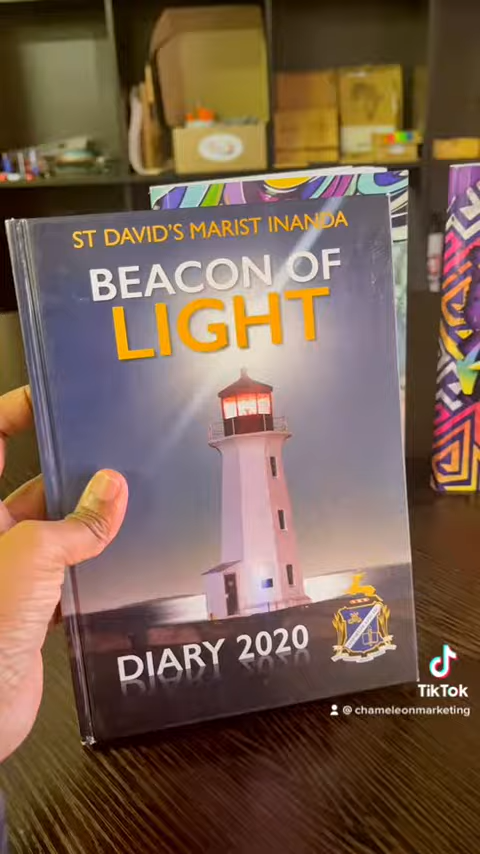 ST DAVID'S MARIST INANDA
BEACON OF
LIGHT
DIARY 2020
TikTok
@ chameleonmarketing